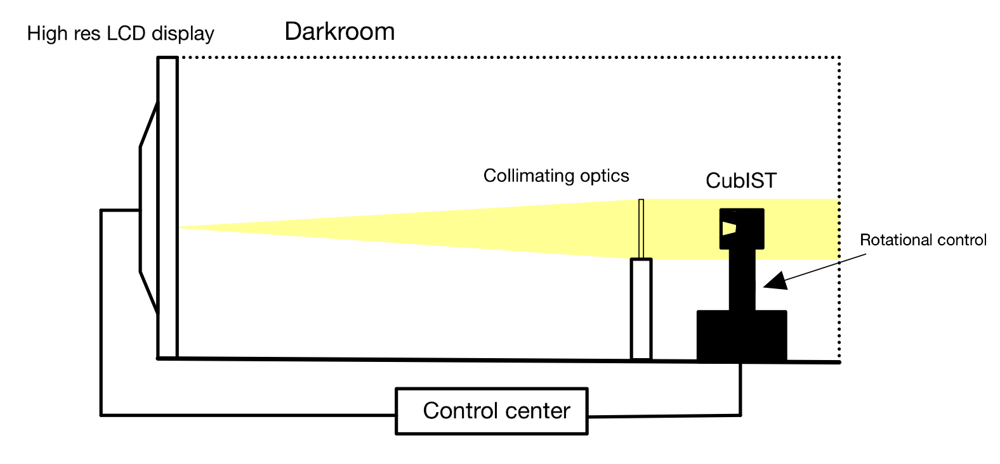 High res LCD display
Darkroom
Collimating optics
CubIST
Rotational control
Control center